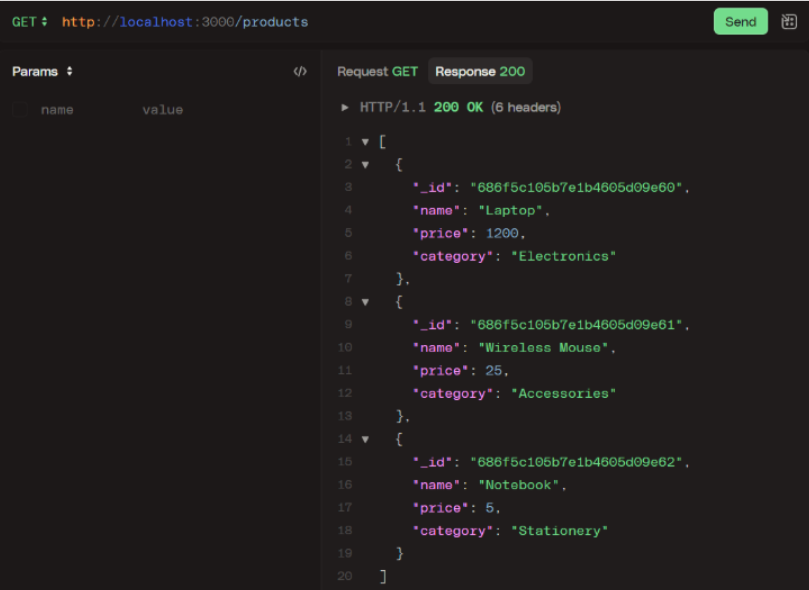 GET http://localhost:3000/products Send
Params
name value
Request GET Response 200
HTTP/1.1 200 OK (6 headers)
1 [
2 {
3 "_id": "686f5c105b7e1b4605d09e60",
4 "name": "Laptop",
5 "price": 1200,
6 "category": "Electronics"
7 },
8 {
9 "_id": "686f5c105b7e1b4605d09e61",
10 "name": "Wireless Mouse",
11 "price": 25,
12 "category": "Accessories"
13 },
14 {
15 "_id": "686f5c105b7e1b4605d09e62",
16 "name": "Notebook",
17 "price": 5,
18 "category": "Stationery"
19 }
20 ]